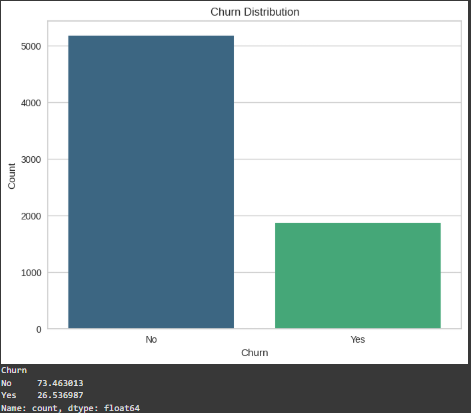 Churn Distribution
5000
4000
3000
2000
1000
0
Count
No Yes
Churn
Churn
No 73.463013
Yes 26.536987
Name: count, dtype: float64